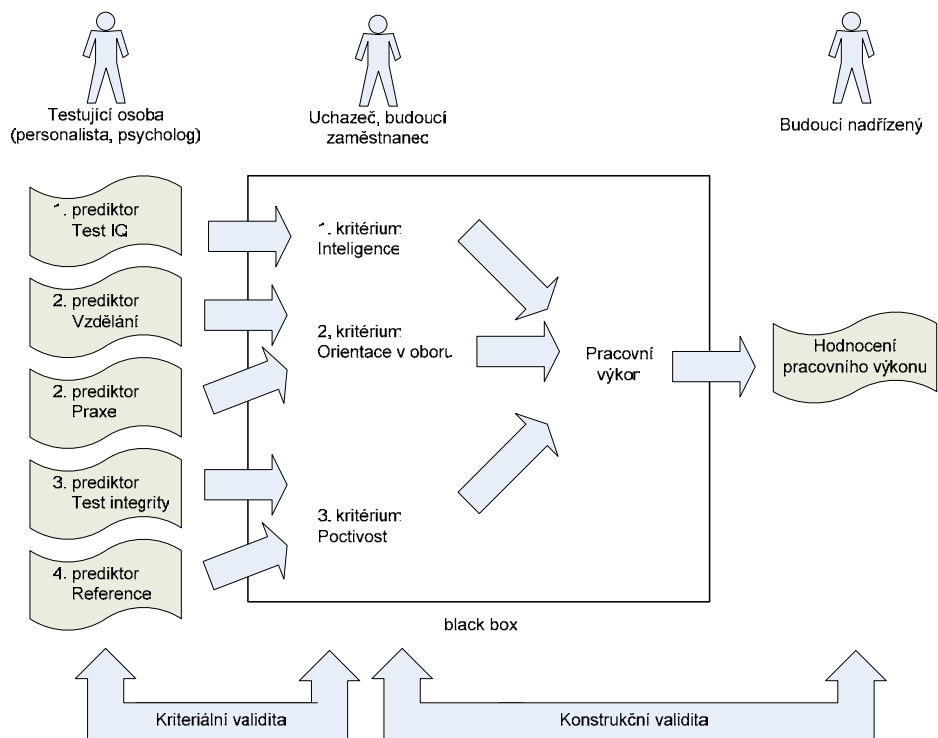 Testující osoba
(personalista, psycholog)
Uchazeč, budoucí
zaměstnanec
Budoucí nadřízený
1. prediktor
Test IQ
2. prediktor
Vzdělání
2. prediktor
Praxe
3. prediktor
Test integrity
4. prediktor
Reference
1. kritérium:
Inteligence
2. kritérium:
Orientace v oboru
3. kritérium:
Poctivost
Pracovní
výkon
Hodnocení
pracovního výkonu
black box
Kriteriální validita
Konstrukční validita